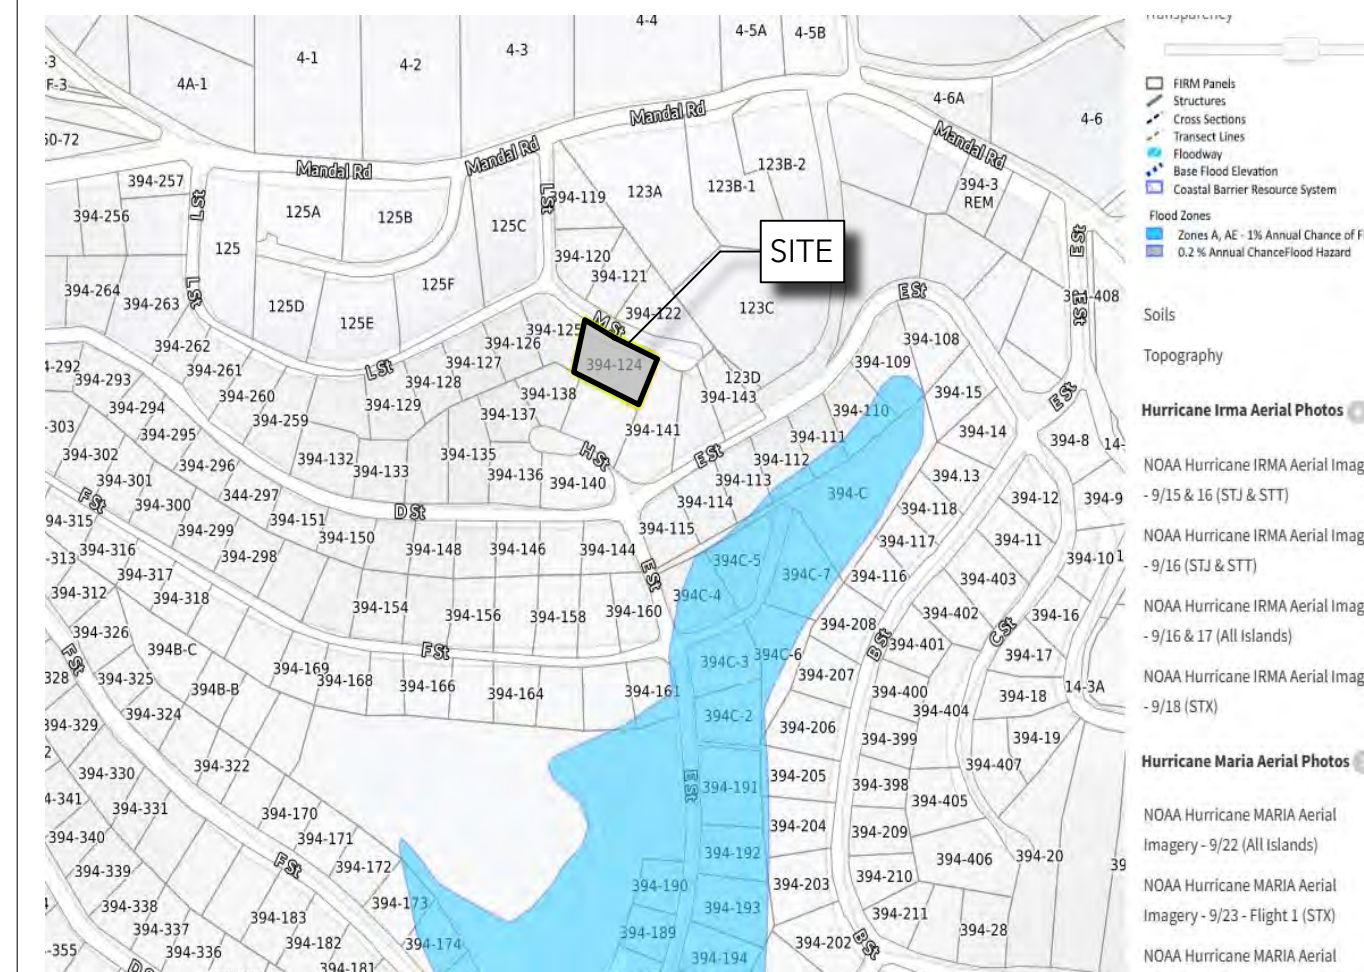 4-4
4-5A
4-5B
4-3
4-1
4-2
4A-1
F-3
4-6A
4-6
Mandal Rd
50-72
Mandal Rd
Mandal Rd
Mandal Rd
123B-2
394-257
L St
L St
394-119
123A
123B-1
394-3
REM
394-256
125A
125B
125C
E St
125
394-120
SITE
394-121
125F
394-264
394-263
L St
125D
394-122
123C
E St
E St
125E
M St
394-125
394-126
394-262
394-108
394-261
L St
394-127
394-124
394-109
394-293
394-128
123D
394-260
394-129
394-138
394-143
394-15
E St
394-294
394-259
394-137
394-110
394-295
394-141
394-111
394-14
394-8
394-302
394-132
394-135
H St
E St
394-112
394-296
394-133
394-136
394-140
394-113
394-13
394-301
394-C
344-297
394-114
394-12
394-9
F St
394-300
394-151
D St
394-118
394-299
394-150
394-115
394-11
394-316
394-298
394-148
394-146
394-144
394-117
394-10
394-317
E St
394C-5
394C-7
394-116
394-403
394-312
394-318
394C-4
394-154
394-156
394-158
394-160
394-402
394-16
394-326
394-208
394-401
C St
394B-C
F St
B St
F St
394-169
394C-3
394C-6
394-17
394-325
394-168
394-166
394-164
394-161
394-207
394-400
394-18
14-3A
394B-B
394-324
394C-2
394-404
394-329
394-206
394-399
394-19
394-322
394-407
394-330
E St
394-191
394-205
394-398
394-331
394-170
394-405
394-340
394-171
394-204
394-209
394-192
394-406
394-20
F St
394-172
394-339
394-190
394-203
394-210
394-338
394-173
394-193
394-211
394-337
394-183
394-189
394-28
394-336
394-182
394-174
394-202
B St
394-194
394-181
Transparency
FIRM Panels
Structures
Cross Sections
Transect Lines
Floodway
Base Flood Elevation
Coastal Barrier Resource System
Flood Zones
Zones A, AE - 1% Annual Chance of F
0.2 % Annual ChanceFlood Hazard
Soils
Topography
Hurricane Irma Aerial Photos
NOAA Hurricane IRMA Aerial Imag
- 9/15 & 16 (STJ & STT)
NOAA Hurricane IRMA Aerial Imag
- 9/16 (STJ & STT)
NOAA Hurricane IRMA Aerial Imag
- 9/16 & 17 (All Islands)
NOAA Hurricane IRMA Aerial Imag
- 9/18 (STX)
Hurricane Maria Aerial Photos
NOAA Hurricane MARIA Aerial
Imagery - 9/22 (All Islands)
NOAA Hurricane MARIA Aerial
Imagery - 9/23 - Flight 1 (STX)
NOAA Hurricane MARIA Aerial